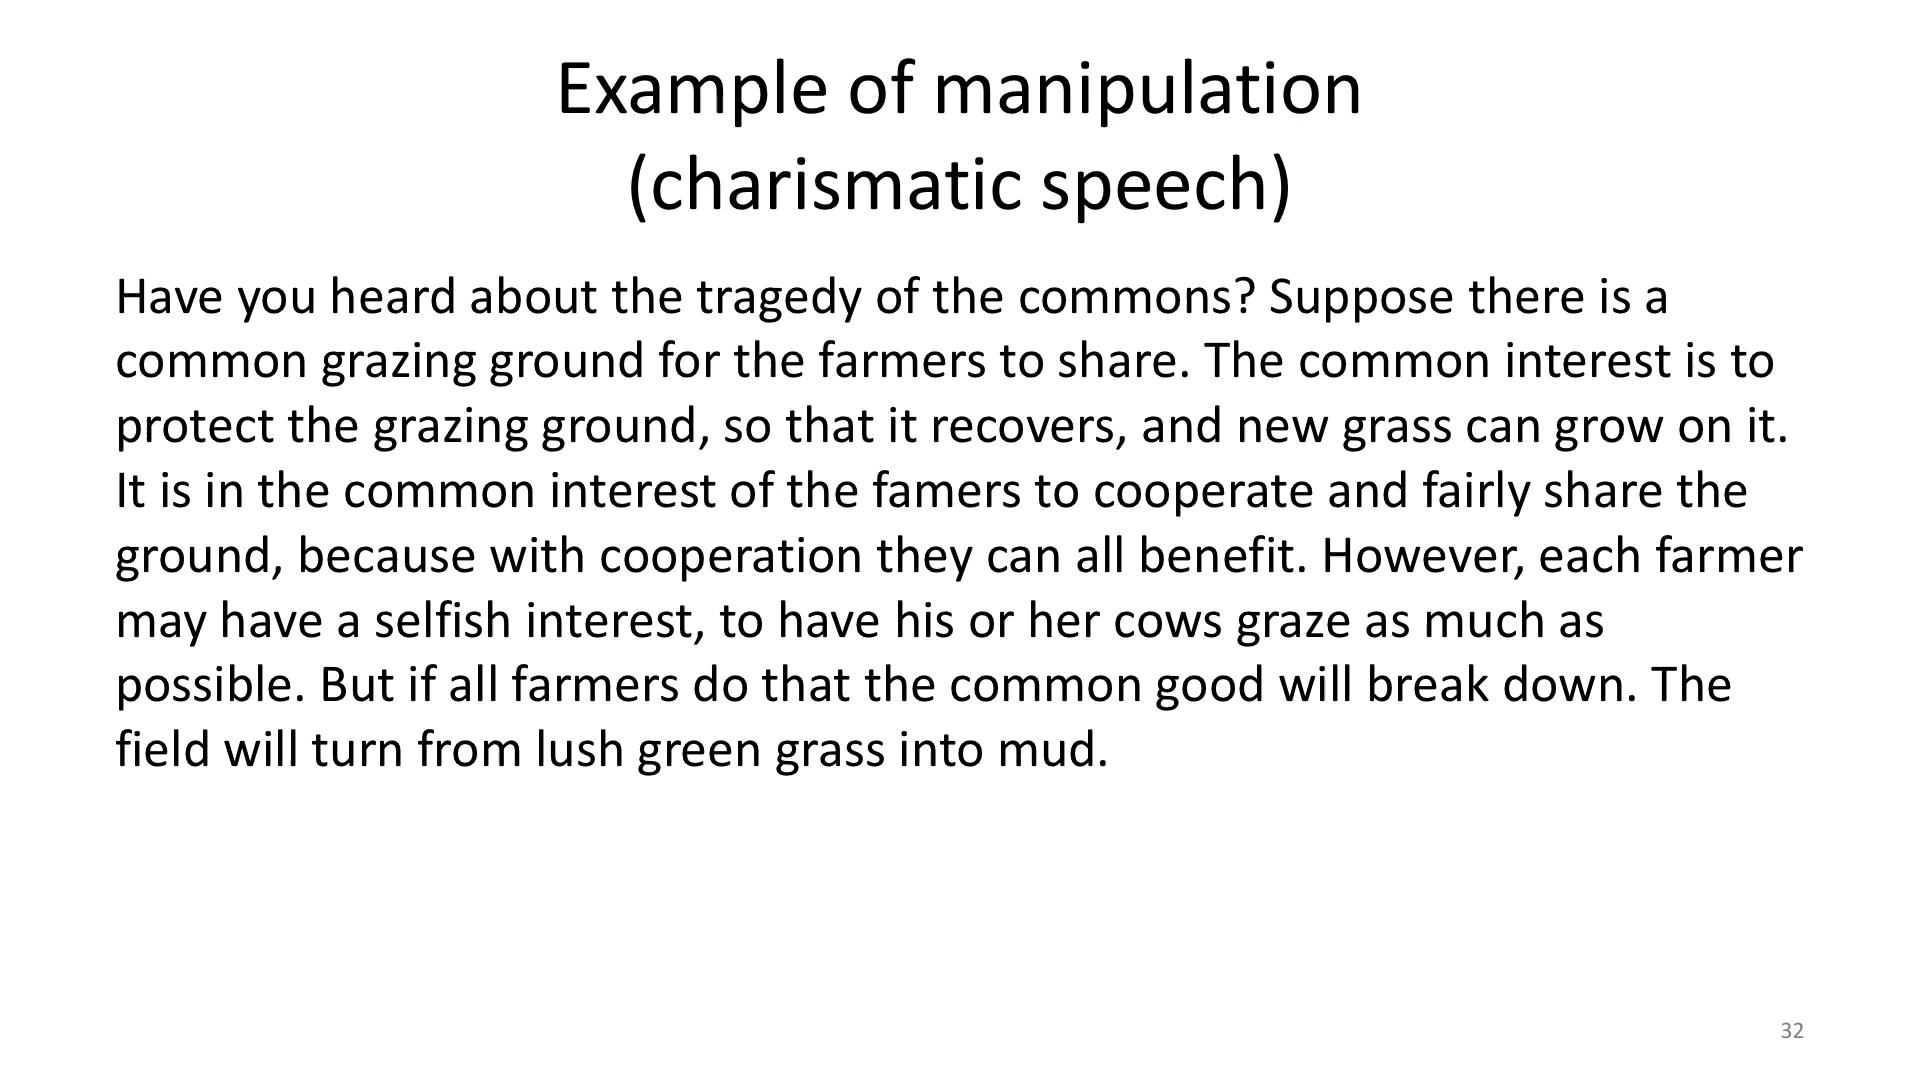 Example of manipulation
(charismatic speech)
Have you heard about the tragedy of the commons? Suppose there is a
common grazing ground for the farmers to share. The common interest is to
protect the grazing ground, so that it recovers, and new grass can grow on it.
It is in the common interest of the famers to cooperate and fairly share the
ground, because with cooperation they can all benefit. However, each farmer
may have a selfish interest, to have his or her cows graze as much as
possible. But if all farmers do that the common good will break down. The
field will turn from lush green grass into mud.
32